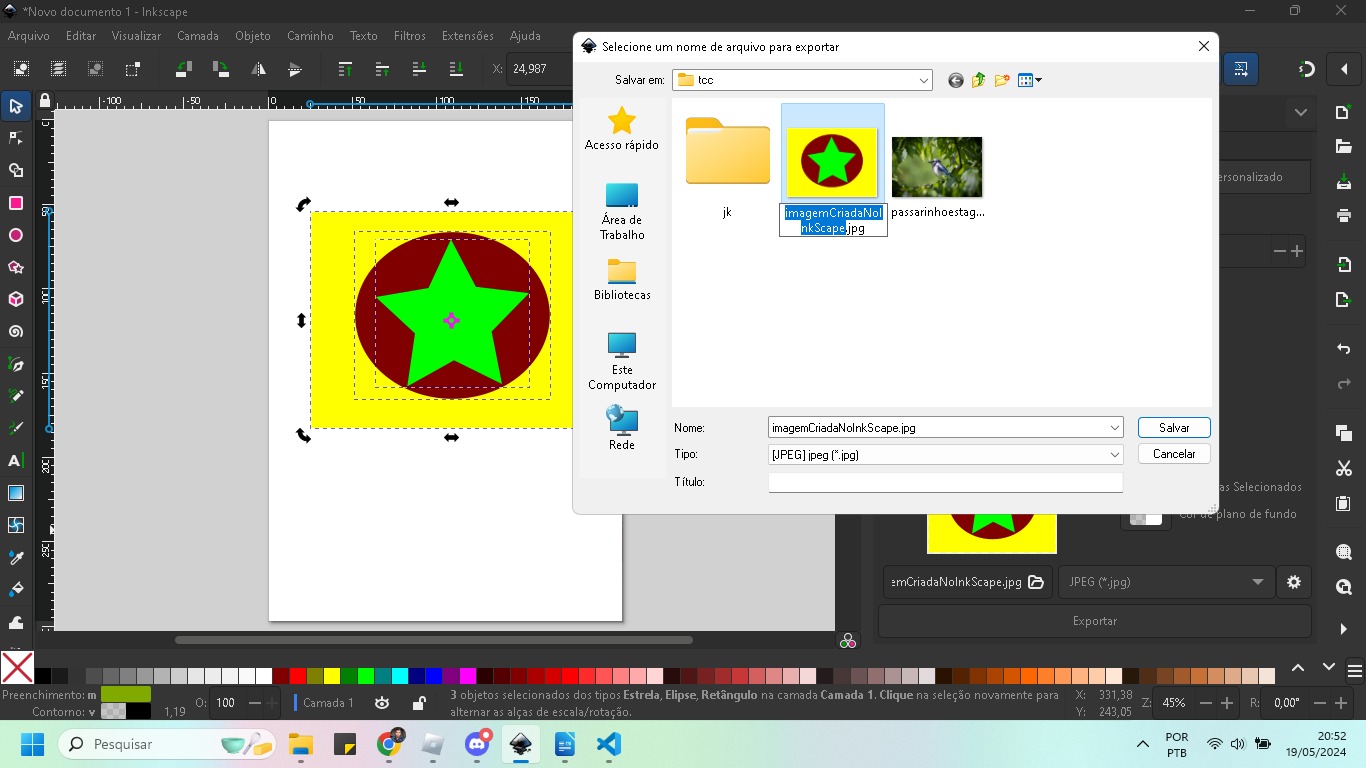 *Novo documento 1 - Inkscape
Arquivo Editar Visualizar Camada Objeto Caminho Texto Filtros Extensões Ajuda
X: 24,987
-100 -50 0 50 100 150
Selecione um nome de arquivo para exportar
Salvar em: tcc
Acesso rápido
Área de
Trabalho
Bibliotecas
Este
Computador
Rede
jk
imagemCriadaNoI
nkScape.jpg
passarinhoestag...
Nome: imagemCriadaNoInkScape.jpg
Salvar
Tipo: [JPEG] jpeg (*.jpg)
Cancelar
Título:
ersonalizado
as Selecionados
Cor de plano de fundo
emCriadaNoInkScape.jpg
JPEG (*.jpg)
Exportar
Preenchimento: m
Contorno: v 1,19
O: 100
Camada 1
3 objetos selecionados dos tipos Estrela, Elipse, Retângulo na camada Camada 1. Clique na seleção novamente para
alternar as alças de escala/rotação.
X: 331,38
Y: 243,05
Z: 45%
R: 0,00°
Pesquisar
POR
PTB
20:52
19/05/2024